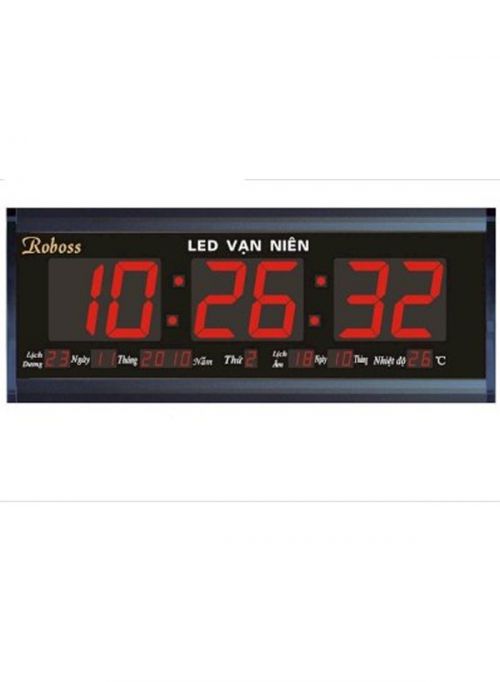 Roboss LED VẠN NIÊN
10:26:32
Lịch Dương 23 Ngày 11 Tháng 2010 Năm Thứ 2 Lịch Âm 18 Ngày 10 Tháng Nhiệt độ 26 °C